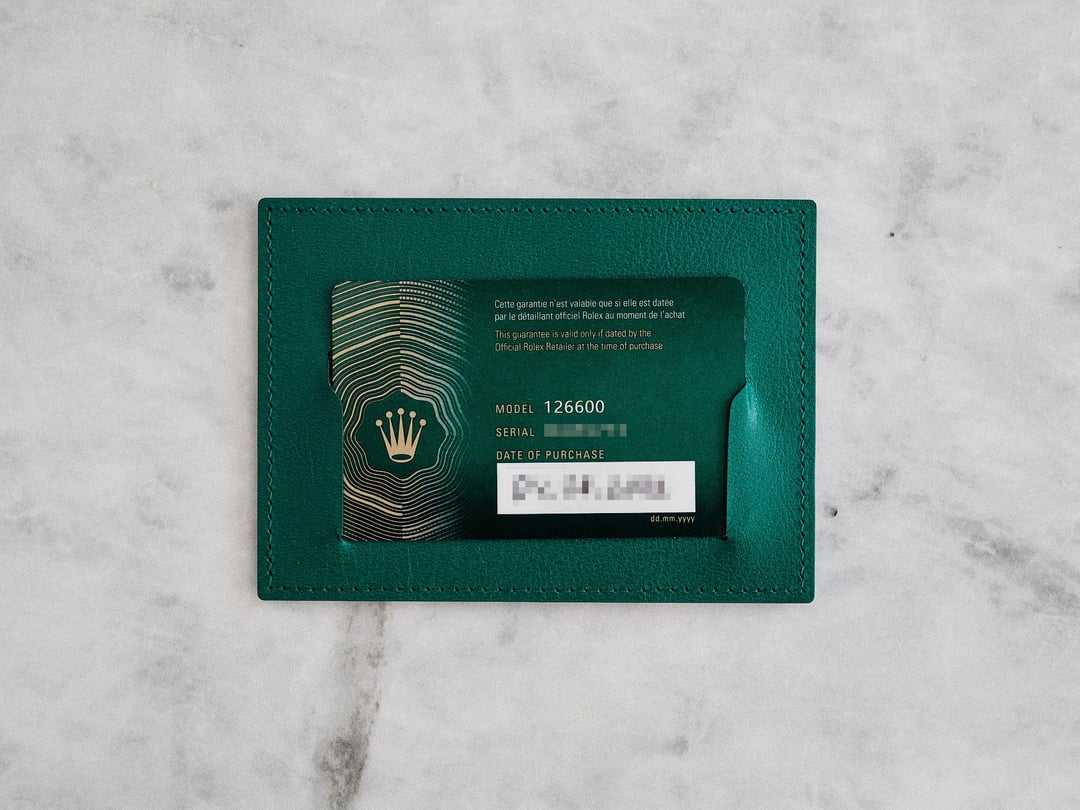 Cette garantie n'est valable que si elle est datée
par le détaillant officiel Rolex au moment de l'achat
This guarantee is valid only if dated by the
Official Rolex Retailer at the time of purchase
MODEL 126600
SERIAL
DATE OF PURCHASE
dd.mm.yyyy